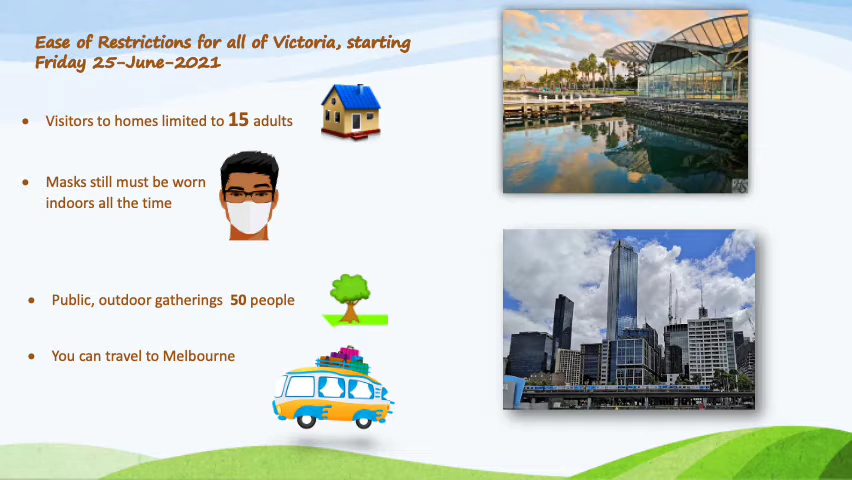 Ease of Restrictions for all of Victoria, starting
Friday 25-June-2021
• Visitors to homes limited to 15 adults
• Masks still must be worn
indoors all the time
• Public, outdoor gatherings 50 people
• You can travel to Melbourne